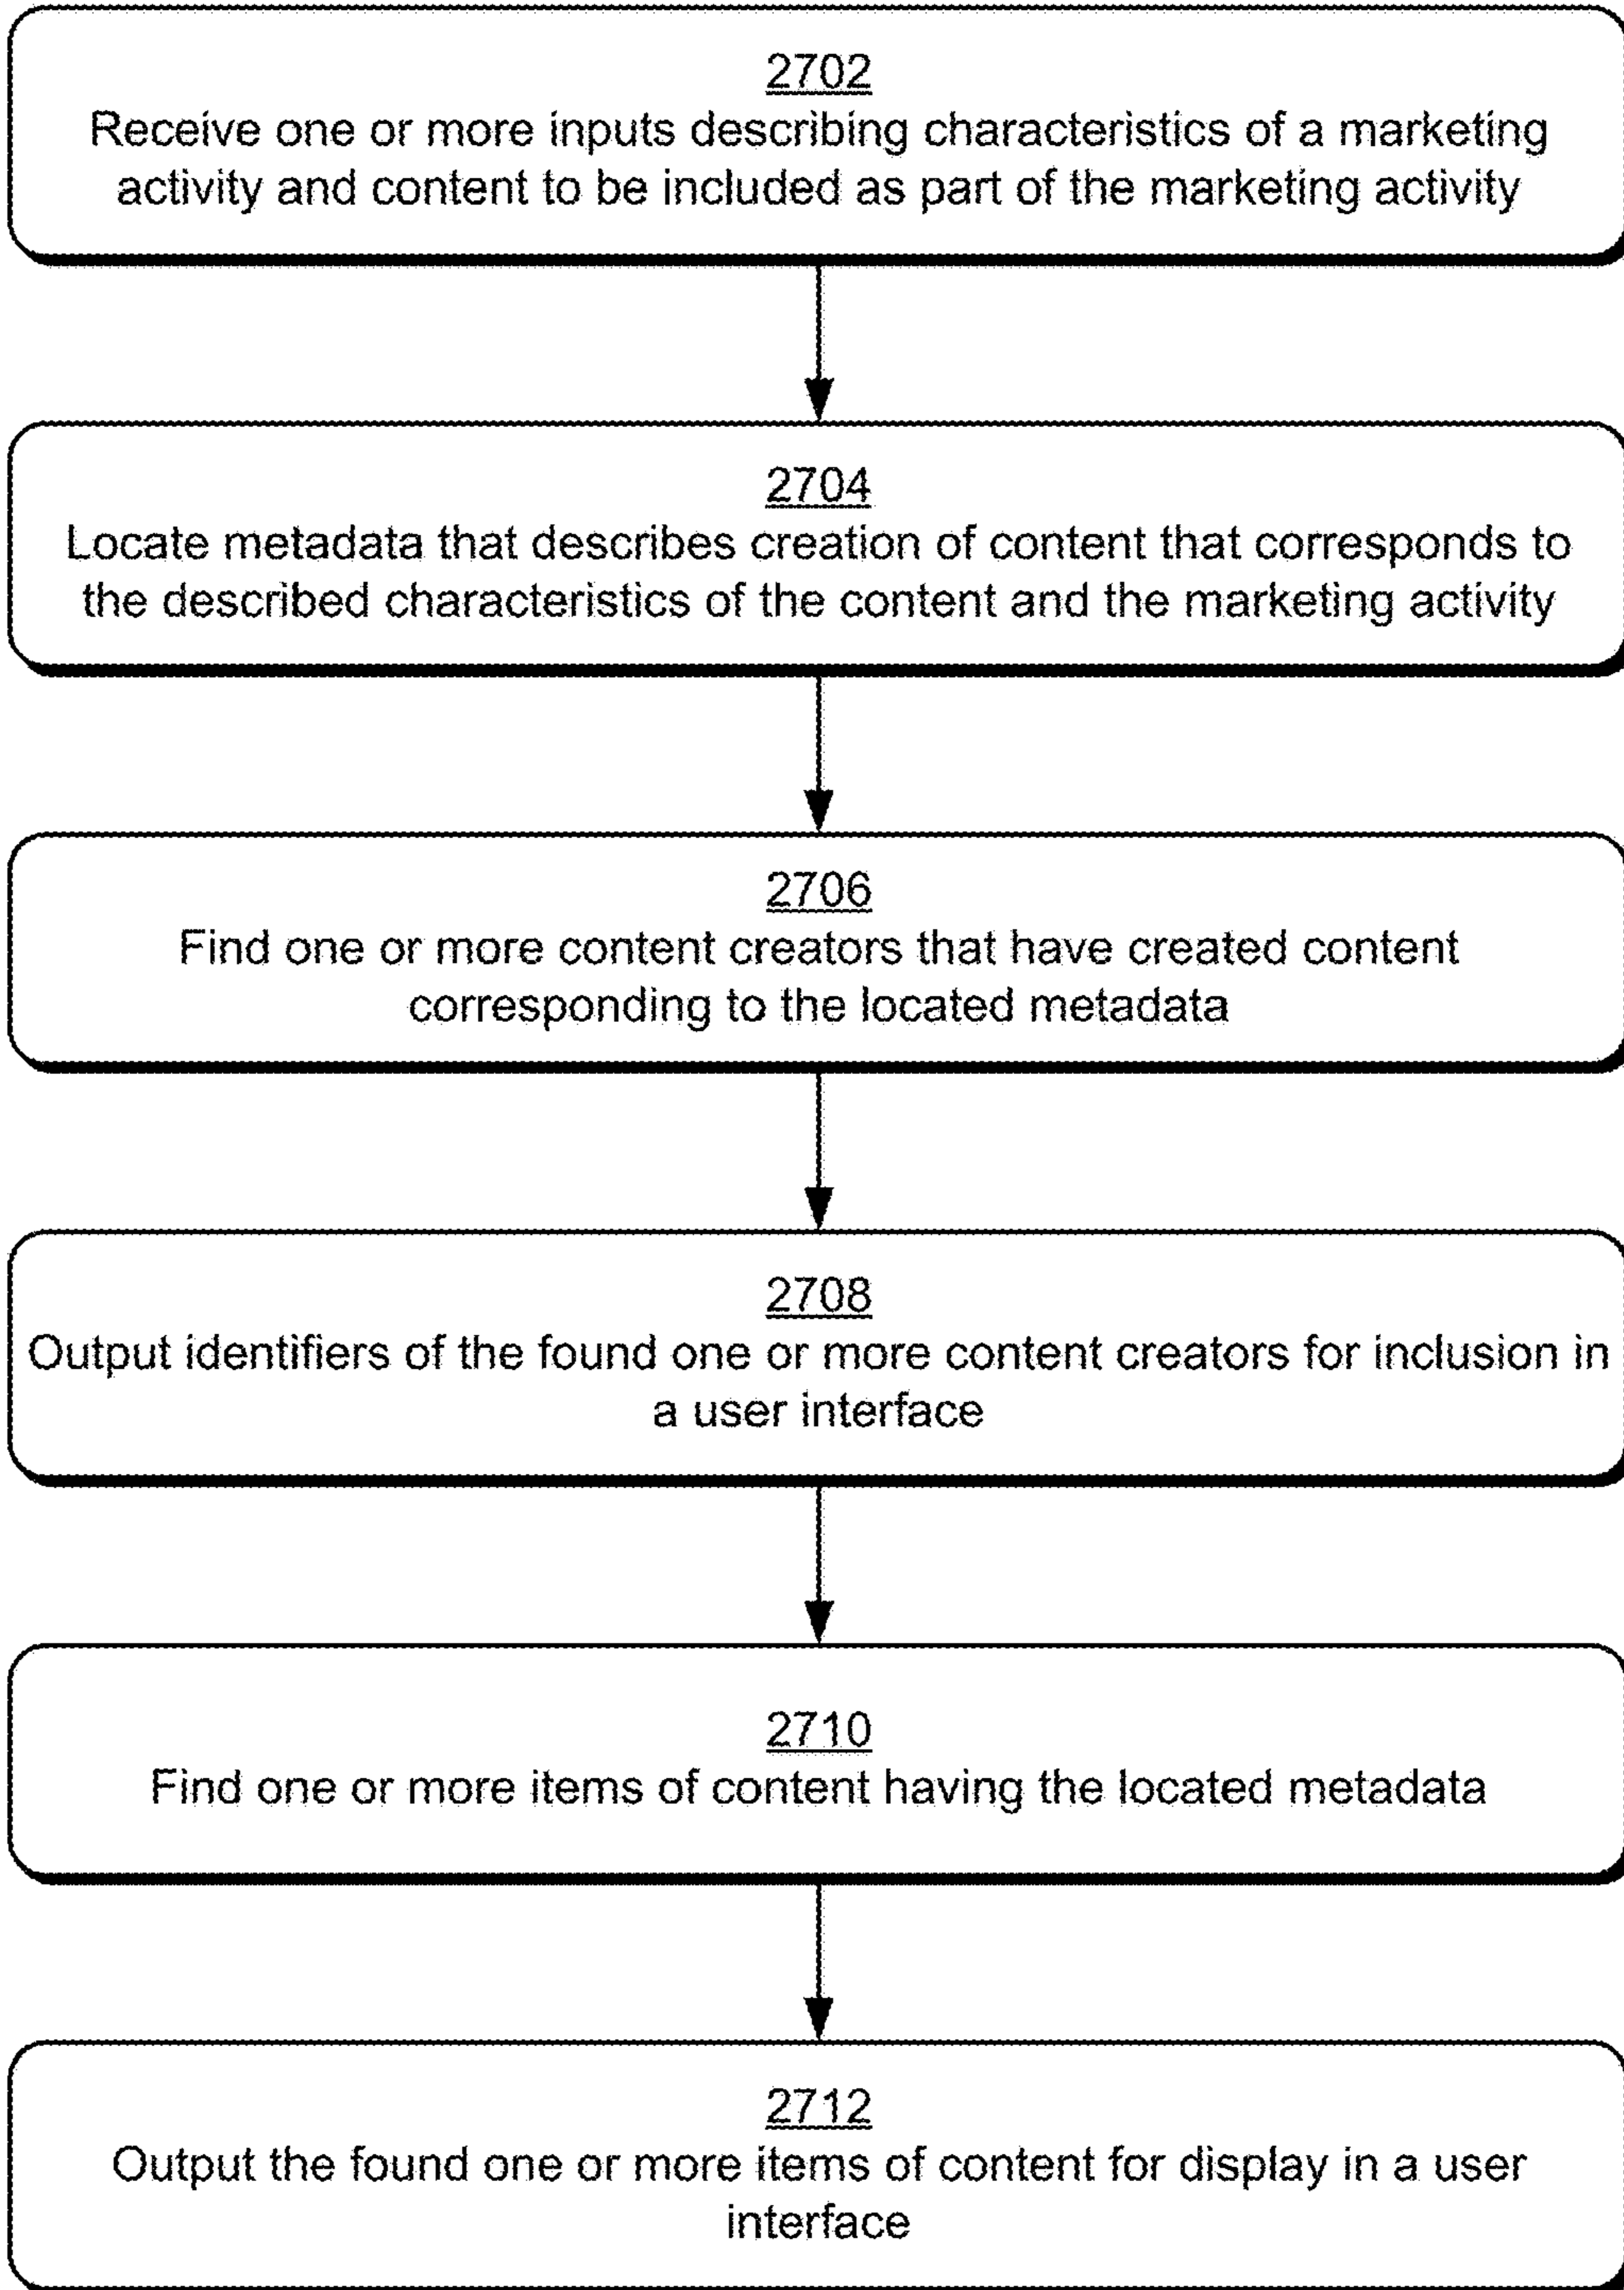 2702
Receive one or more inputs describing characteristics of a marketing
activity and content to be included as part of the marketing activity
2704
Locate metadata that describes creation of content that corresponds to
the described characteristics of the content and the marketing activity
2706
Find one or more content creators that have created content
corresponding to the located metadata
2708
Output identifiers of the found one or more content creators for inclusion in
a user interface
2710
Find one or more items of content having the located metadata
2712
Output the found one or more items of content for display in a user
interface